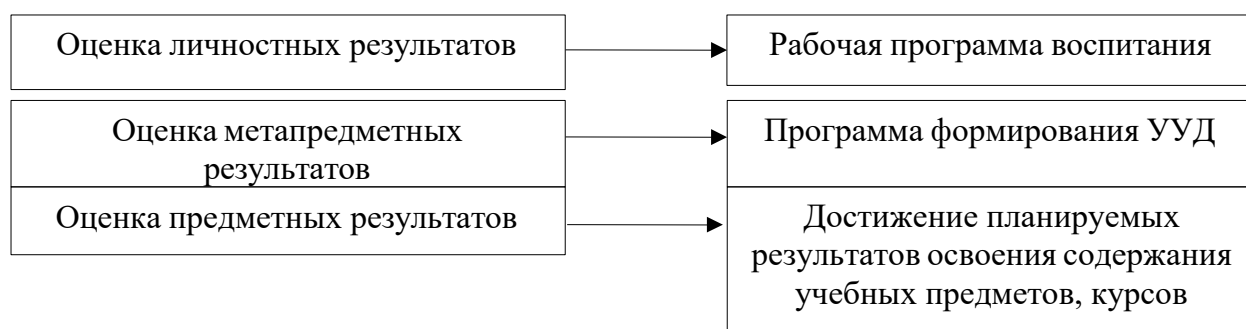 Оценка личностных результатов
Рабочая программа воспитания
Оценка метапредметных
результатов
Программа формирования УУД
Оценка предметных результатов
Достижение планируемых
результатов освоения содержания
учебных предметов, курсов